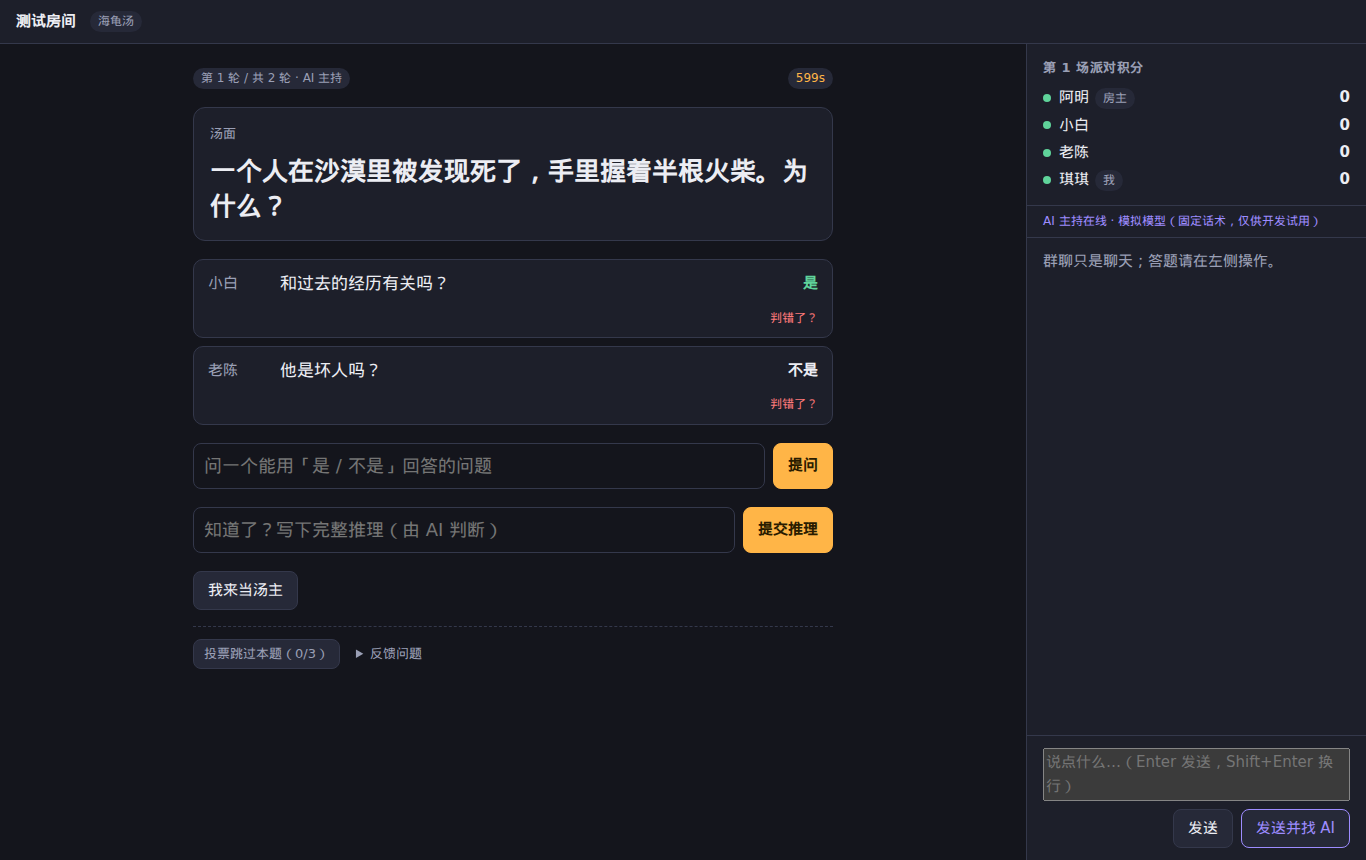 测试房间 海龟汤
第 1 轮 / 共 2 轮 · AI 主持 599s
汤面
一个人在沙漠里被发现死了，手里握着半根火柴。为
什么？
小白 和过去的经历有关吗？ 是
判错了？
老陈 他是坏人吗？ 不是
判错了？
问一个能用「是 / 不是」回答的问题 提问
知道了？写下完整推理（由 AI 判断） 提交推理
我来当汤主
投票跳过本题（0/3） ▶ 反馈问题
第 1 场派对积分
阿明 房主 0
小白 0
老陈 0
琪琪 我 0
AI 主持在线 · 模拟模型（固定话术，仅供开发试用）
群聊只是聊天；答题请在左侧操作。
说点什么…（Enter 发送，Shift+Enter 换
行）
发送 发送并找 AI